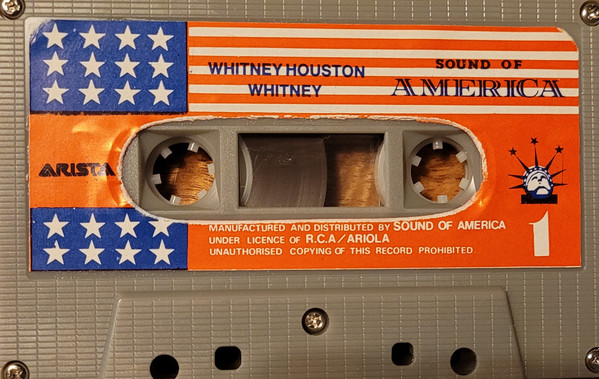 WHITNEY HOUSTON
WHITNEY
SOUND OF
AMERICA
ARISTA
MANUFACTURED AND DISTRIBUTED BY SOUND OF AMERICA
UNDER LICENCE OF R.C.A/ARIOLA
UNAUTHORISED COPYING OF THIS RECORD PROHIBITED.
1